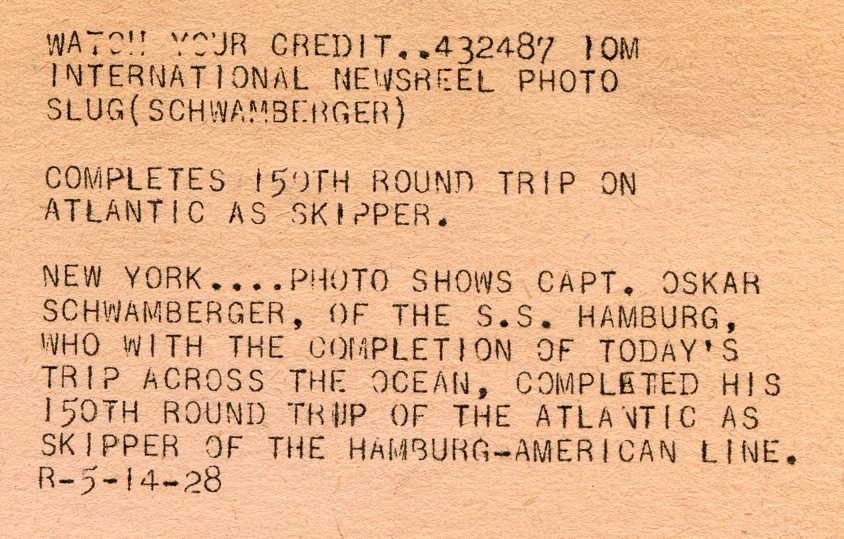 WATCH YOUR CREDIT..432487 IOM
INTERNATIONAL NEWSREEL PHOTO
SLUG(SCHWAMBERGER)
COMPLETES 150TH ROUND TRIP ON
ATLANTIC AS SKIPPER.
NEW YORK....PHOTO SHOWS CAPT. OSKAR
SCHWAMBERGER, OF THE S.S. HAMBURG,
WHO WITH THE COMPLETION OF TODAY'S
TRIP ACROSS THE OCEAN, COMPLETED HIS
150TH ROUND TRIP OF THE ATLANTIC AS
SKIPPER OF THE HAMBURG-AMERICAN LINE.
R-5-14-28